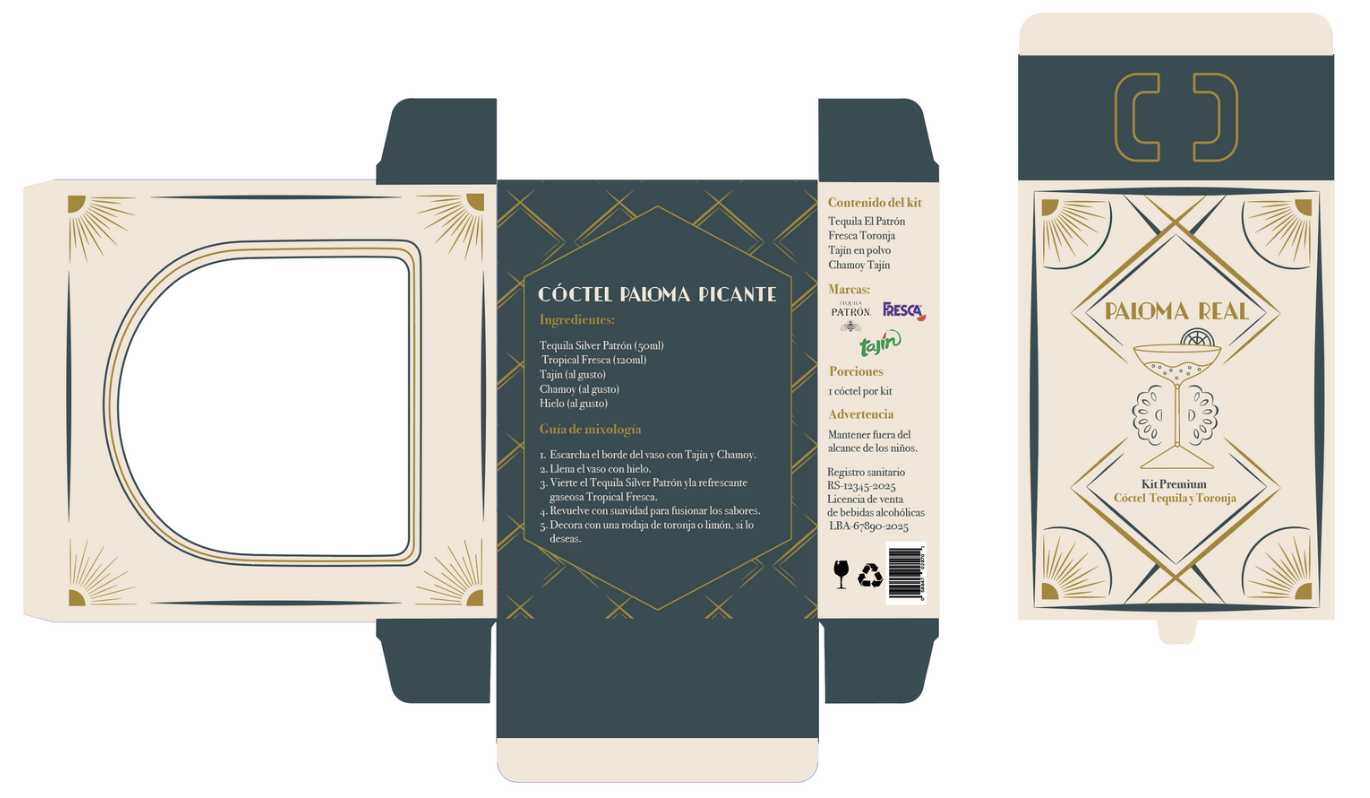 CÓCTEL PALOMA PICANTE
Ingredientes:
Tequila Silver Patrón (50ml)
Tropical Fresca (120ml)
Tajín (al gusto)
Chamoy (al gusto)
Hielo (al gusto)
Guía de mixología
1. Escarcha el borde del vaso con Tajín y Chamoy.
2. Llena el vaso con hielo.
3. Vierte el Tequila Silver Patrón yla refrescante
gaseosa Tropical Fresca.
4. Revuelve con suavidad para fusionar los sabores.
5. Decora con una rodaja de toronja o limón, si lo
deseas.
Contenido del kit
Tequila El Patrón
Fresca Toronja
Tajín en polvo
Chamoy Tajín
Marcas:
TEQUILA
PATRÓN
FRESCA
tajín
Porciones
1 cóctel por kit
Advertencia
Mantener fuera del
alcance de los niños.
Registro sanitario
RS-12345-2025
Licencia de venta
de bebidas alcohólicas
LBA-67890-2025
PALOMA REAL
Kit Premium
Cóctel Tequila y Toronja